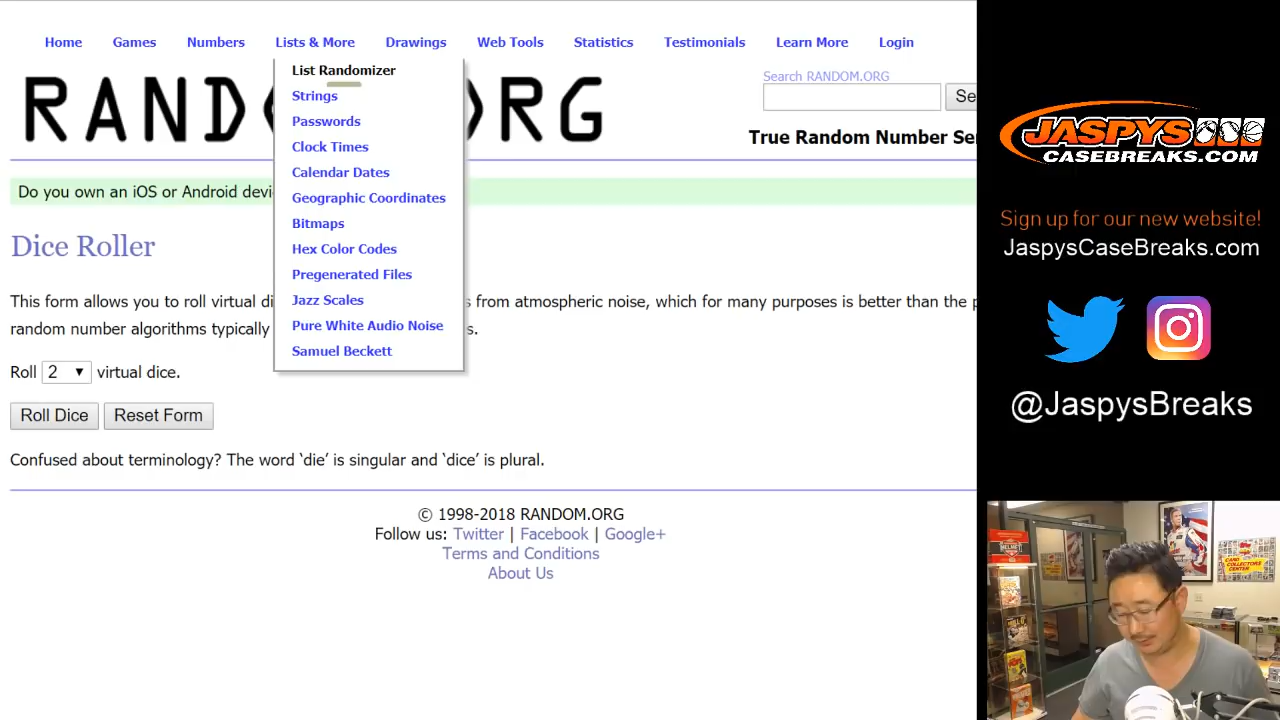 Home Games Numbers Lists & More Drawings Web Tools Statistics Testimonials Learn More Login
List Randomizer
Strings
Passwords
Clock Times
Calendar Dates
Geographic Coordinates
Bitmaps
Hex Color Codes
Pregenerated Files
Jazz Scales
Pure White Audio Noise
Samuel Beckett
RAND RG
Search RANDOM.ORG
Se
True Random Number Ser
Do you own an iOS or Android devi
Dice Roller
This form allows you to roll virtual di s from atmospheric noise, which for many purposes is better than the p
random number algorithms typically s.
Roll 2 virtual dice.
Roll Dice Reset Form
Confused about terminology? The word ‘die’ is singular and ‘dice’ is plural.
© 1998-2018 RANDOM.ORG
Follow us: Twitter | Facebook | Google+
Terms and Conditions
About Us
JASPYS
CASEBREAKS.COM
Sign up for our new website!
JaspysCaseBreaks.com
@JaspysBreaks